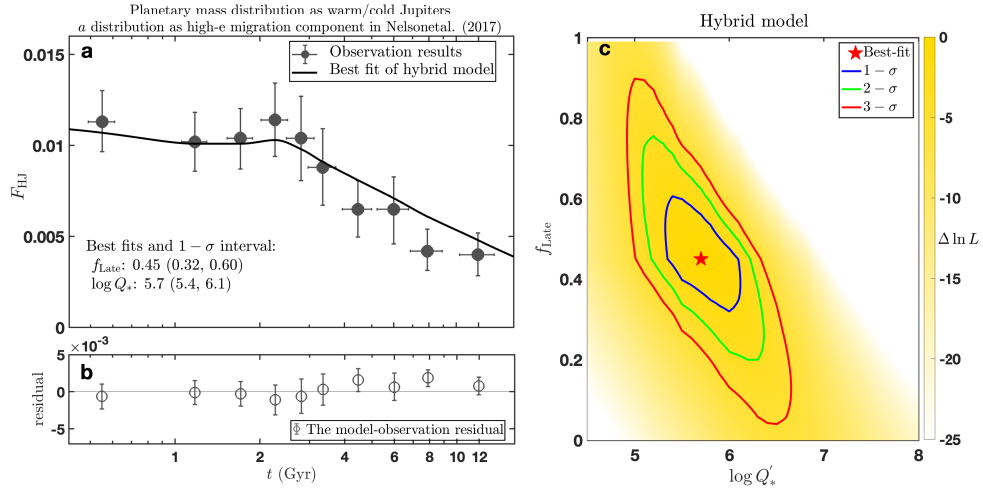 Planetary mass distribution as warm/cold Jupiters
a distribution as high-e migration component in Nelsonetal. (2017)
a
Observation results
Best fit of hybrid model
0.015
0.01
0.005
0
F_HJ
Best fits and 1 − σ interval:
f_Late: 0.45 (0.32, 0.60)
log Q_*: 5.7 (5.4, 6.1)
×10^-3
b
5
0
-5
residual
The model-observation residual
1 2 3 4 6 8 10 12
t (Gyr)
Hybrid model
c
Best-fit
1 − σ
2 − σ
3 − σ
1
0.8
0.6
0.4
0.2
0
f_Late
5 6 7 8
log Q_*'
0
-5
-10
-15
-20
-25
Δ ln L